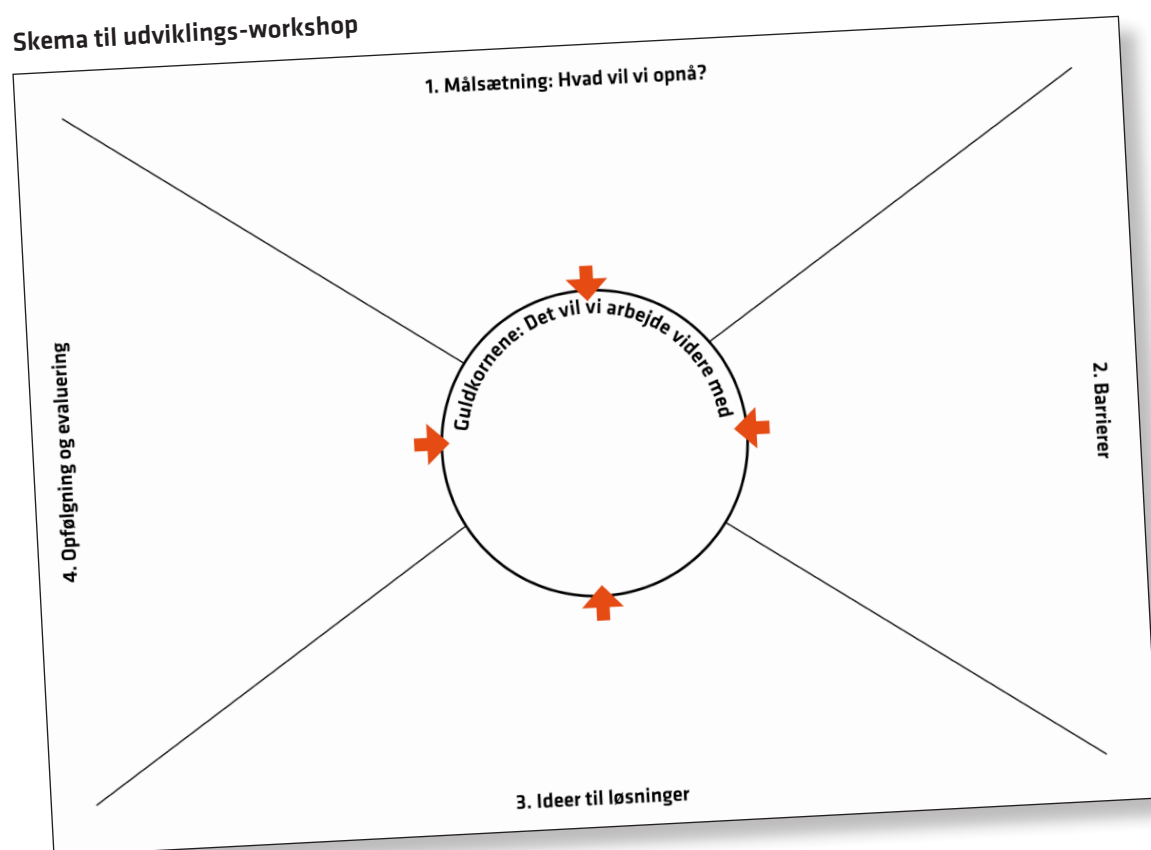 Skema til udviklings-workshop
1. Målsætning: Hvad vil vi opnå?
Guldkornene: Det vil vi arbejde videre med
2. Barrierer
3. Ideer til løsninger
4. Opfølgning og evaluering